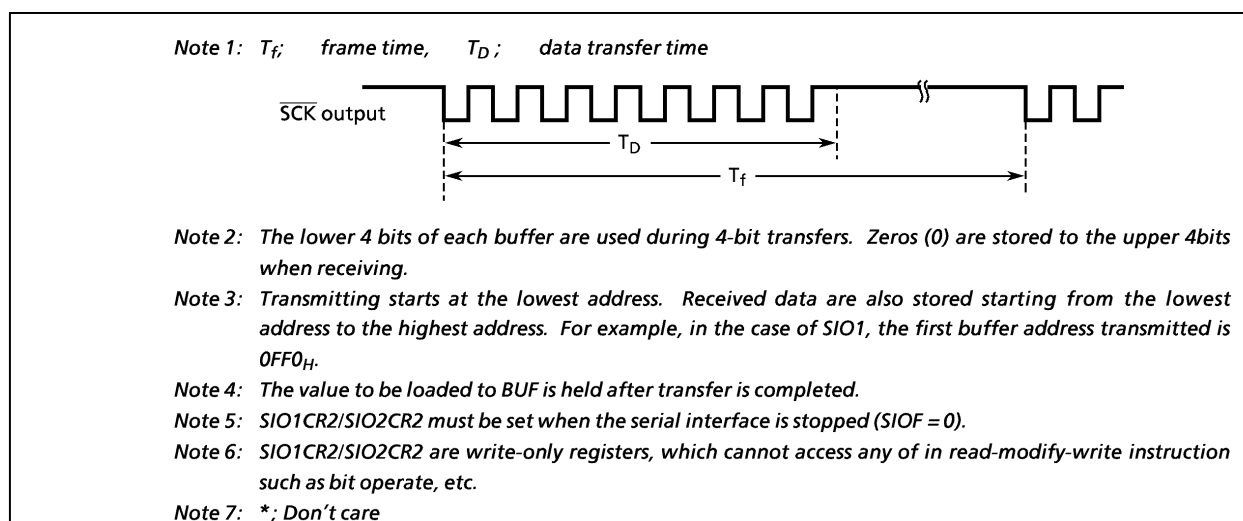 Note 1: Tf; frame time, TD; data transfer time
SCK output
TD
Tf
Note 2: The lower 4 bits of each buffer are used during 4-bit transfers. Zeros (0) are stored to the upper 4bits
when receiving.
Note 3: Transmitting starts at the lowest address. Received data are also stored starting from the lowest
address to the highest address. For example, in the case of SIO1, the first buffer address transmitted is
0FF0H.
Note 4: The value to be loaded to BUF is held after transfer is completed.
Note 5: SIO1CR2/SIO2CR2 must be set when the serial interface is stopped (SIOF = 0).
Note 6: SIO1CR2/SIO2CR2 are write-only registers, which cannot access any of in read-modify-write instruction
such as bit operate, etc.
Note 7: *; Don't care